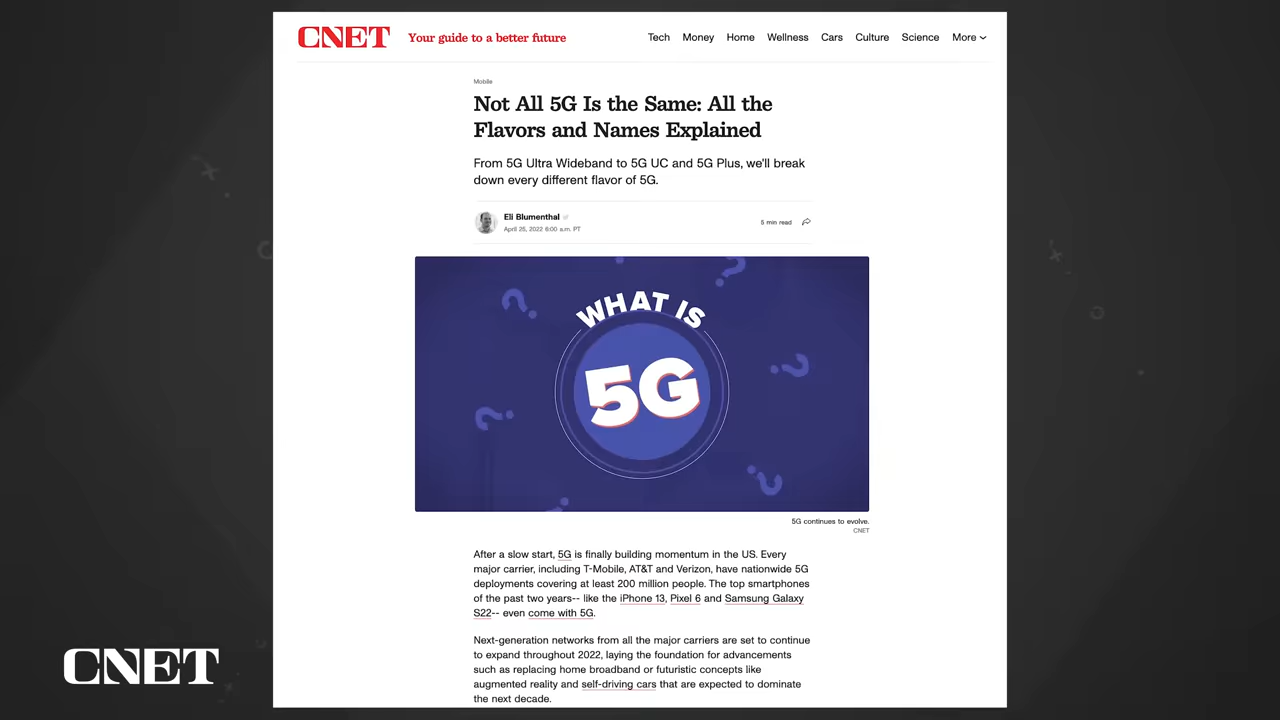 CNET Your guide to a better future Tech Money Home Wellness Cars Culture Science More
Mobile
Not All 5G Is the Same: All the
Flavors and Names Explained
From 5G Ultra Wideband to 5G UC and 5G Plus, we'll break
down every different flavor of 5G.
Eli Blumenthal
April 25, 2022 6:00 a.m. PT
5 min read
WHAT IS
5G
5G continues to evolve.
CNET
After a slow start, 5G is finally building momentum in the US. Every
major carrier, including T-Mobile, AT&T and Verizon, have nationwide 5G
deployments covering at least 200 million people. The top smartphones
of the past two years-- like the iPhone 13, Pixel 6 and Samsung Galaxy
S22-- even come with 5G.
Next-generation networks from all the major carriers are set to continue
to expand throughout 2022, laying the foundation for advancements
such as replacing home broadband or futuristic concepts like
augmented reality and self-driving cars that are expected to dominate
the next decade.
CNET